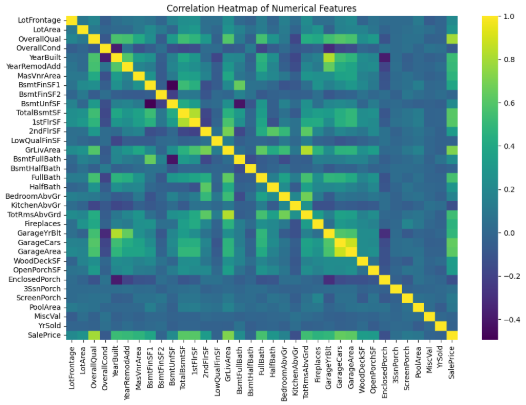 Correlation Heatmap of Numerical Features
LotFrontage
LotArea
OverallQual
OverallCond
YearBuilt
YearRemodAdd
MasVnrArea
BsmtFinSF1
BsmtFinSF2
BsmtUnfSF
TotalBsmtSF
1stFlrSF
2ndFlrSF
LowQualFinSF
GrLivArea
BsmtFullBath
BsmtHalfBath
FullBath
HalfBath
BedroomAbvGr
KitchenAbvGr
TotRmsAbvGrd
Fireplaces
GarageYrBlt
GarageCars
GarageArea
WoodDeckSF
OpenPorchSF
EnclosedPorch
3SsnPorch
ScreenPorch
PoolArea
MiscVal
YrSold
SalePrice
LotFrontage
LotArea
OverallQual
OverallCond
YearBuilt
YearRemodAdd
MasVnrArea
BsmtFinSF1
BsmtFinSF2
BsmtUnfSF
TotalBsmtSF
1stFlrSF
2ndFlrSF
LowQualFinSF
GrLivArea
BsmtFullBath
BsmtHalfBath
FullBath
HalfBath
BedroomAbvGr
KitchenAbvGr
TotRmsAbvGrd
Fireplaces
GarageYrBlt
GarageCars
GarageArea
WoodDeckSF
OpenPorchSF
EnclosedPorch
3SsnPorch
ScreenPorch
PoolArea
MiscVal
YrSold
SalePrice
1.0
0.8
0.6
0.4
0.2
0.0
−0.2
−0.4